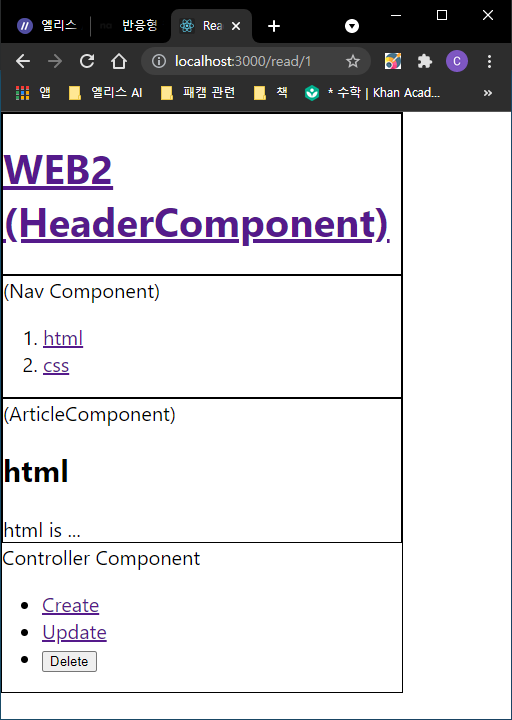 엘리스
반응형
Rea
localhost:3000/read/1
C
앱
엘리스 AI
패캠 관련
책
* 수학 | Khan Acad...
»
WEB2
(HeaderComponent)
(Nav Component)
1. html
2. css
(ArticleComponent)
html
html is ...
Controller Component
• Create
• Update
• Delete